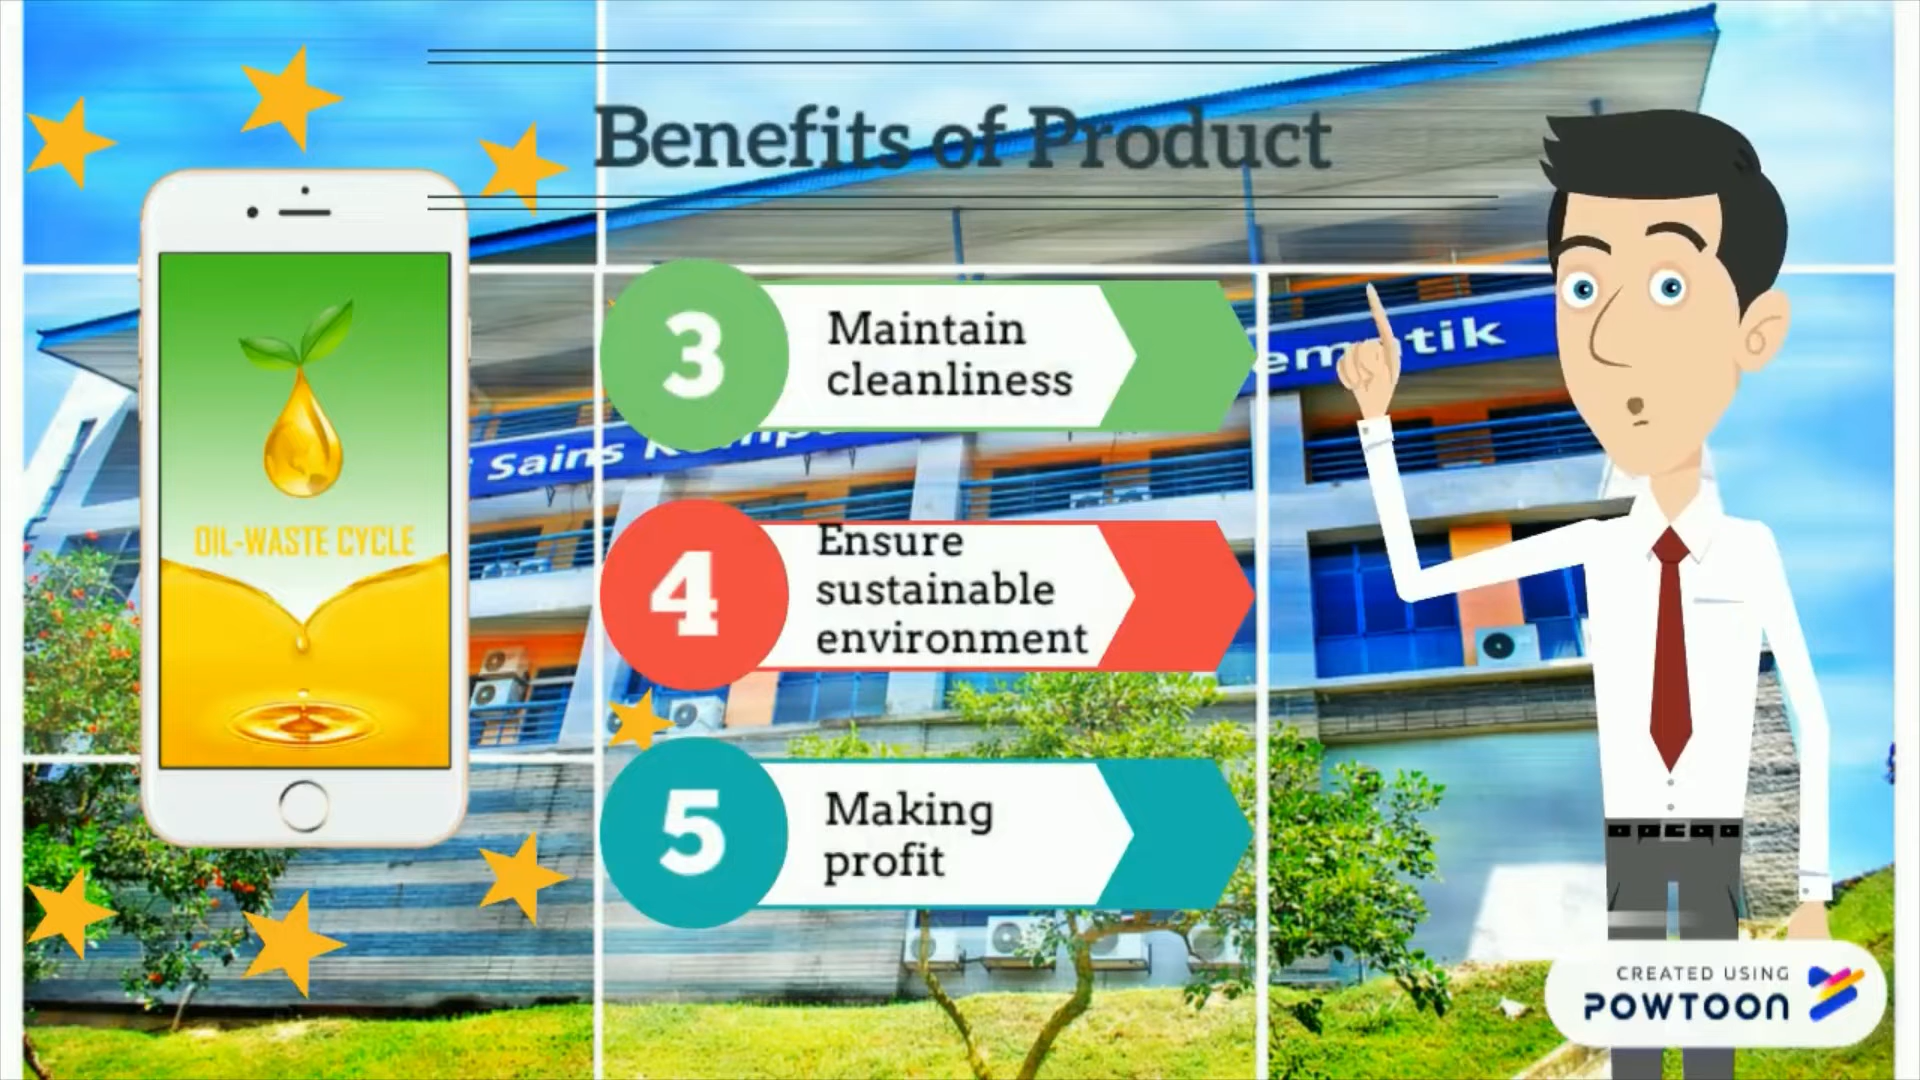 Benefits of Product
3
Maintain
cleanliness
4
Ensure
sustainable
environment
5
Making
profit
OIL-WASTE CYCLE
Sains
CREATED USING
POWTOON